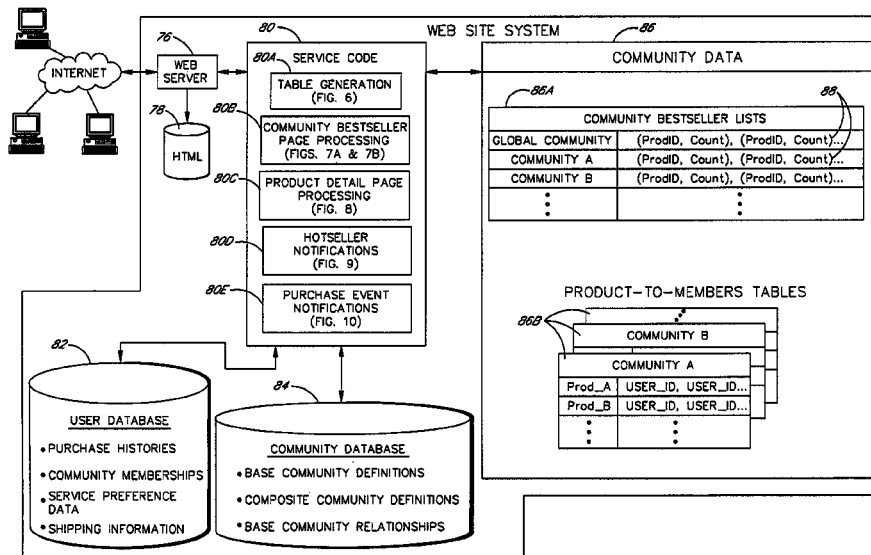 WEB SITE SYSTEM
INTERNET
76
WEB
SERVER
78
HTML
80
SERVICE CODE
80A
TABLE GENERATION
(FIG. 6)
80B
COMMUNITY BESTSELLER
PAGE PROCESSING
(FIGS. 7A & 7B)
80C
PRODUCT DETAIL PAGE
PROCESSING
(FIG. 8)
80D
HOTSELLER
NOTIFICATIONS
(FIG. 9)
80E
PURCHASE EVENT
NOTIFICATIONS
(FIG. 10)
86
COMMUNITY DATA
86A
88
COMMUNITY BESTSELLER LISTS
GLOBAL COMMUNITY (ProdID, Count), (ProdID, Count)...
COMMUNITY A (ProdID, Count), (ProdID, Count)...
COMMUNITY B (ProdID, Count), (ProdID, Count)...
PRODUCT-TO-MEMBERS TABLES
86B
COMMUNITY B
COMMUNITY A
Prod_A USER_ID, USER_ID...
Prod_B USER_ID, USER_ID...
82
USER DATABASE
• PURCHASE HISTORIES
• COMMUNITY MEMBERSHIPS
• SERVICE PREFERENCE
DATA
• SHIPPING INFORMATION
84
COMMUNITY DATABASE
• BASE COMMUNITY DEFINITIONS
• COMPOSITE COMMUNITY DEFINITIONS
• BASE COMMUNITY RELATIONSHIPS